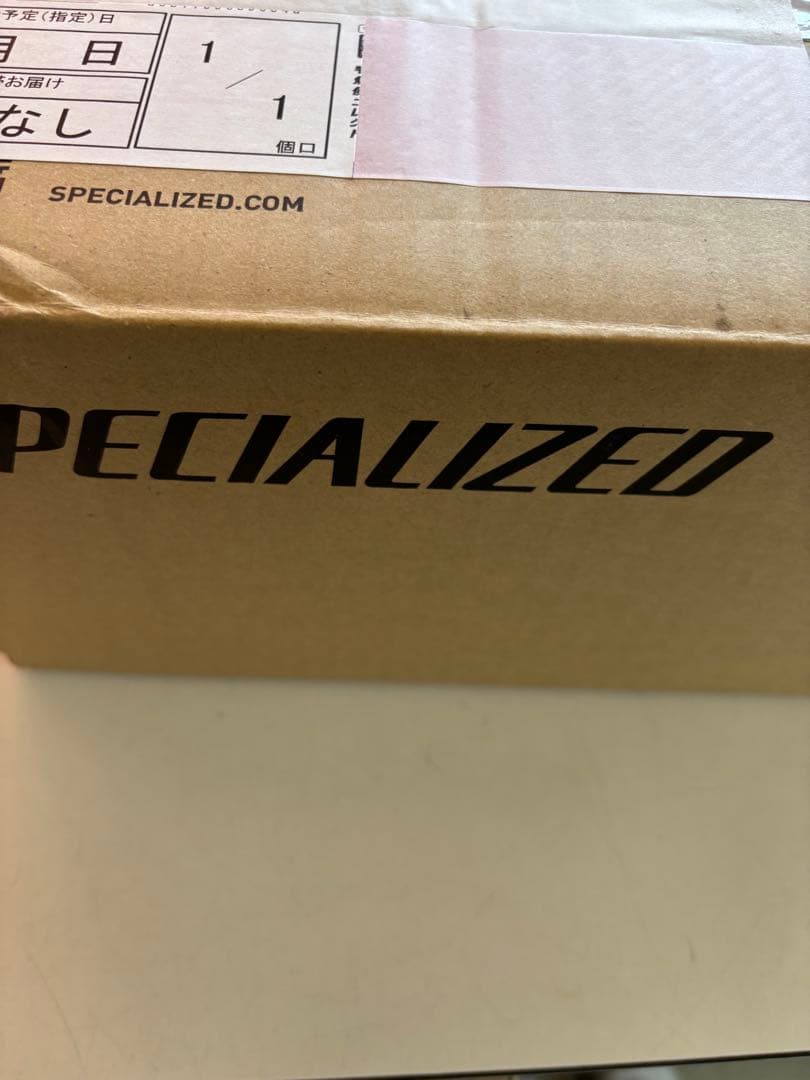 予定(指定)日
月 日
お届け
なし
1/1
個口
SPECIALIZED.COM
PECIALIZED